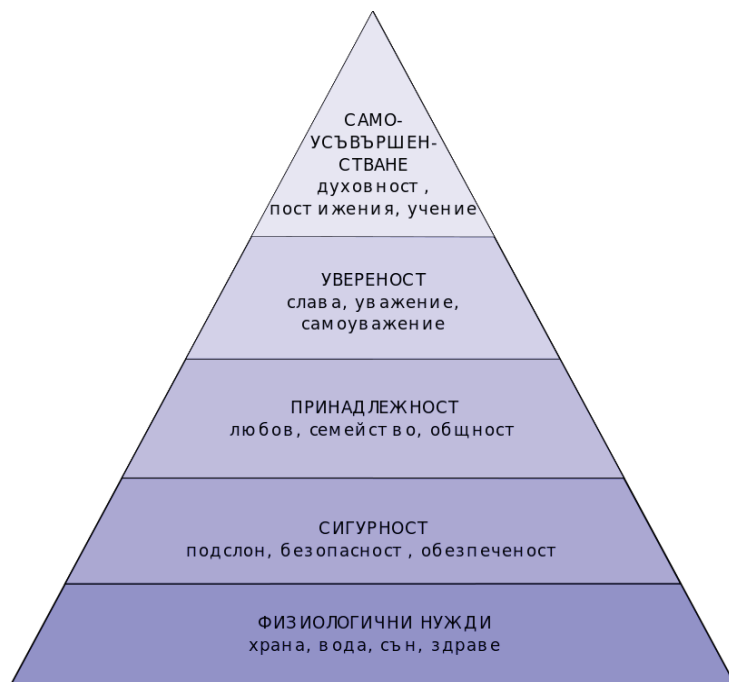 САМО-
УСЪВЪРШЕН-
СТВАНЕ
духовност,
постижения, учение
УВЕРЕНОСТ
слава, уважение,
самоуважение
ПРИНАДЛЕЖНОСТ
любов, семейство, общност
СИГУРНОСТ
подслон, безопасност, обезпеченост
ФИЗИОЛОГИЧНИ НУЖДИ
храна, вода, сън, здраве